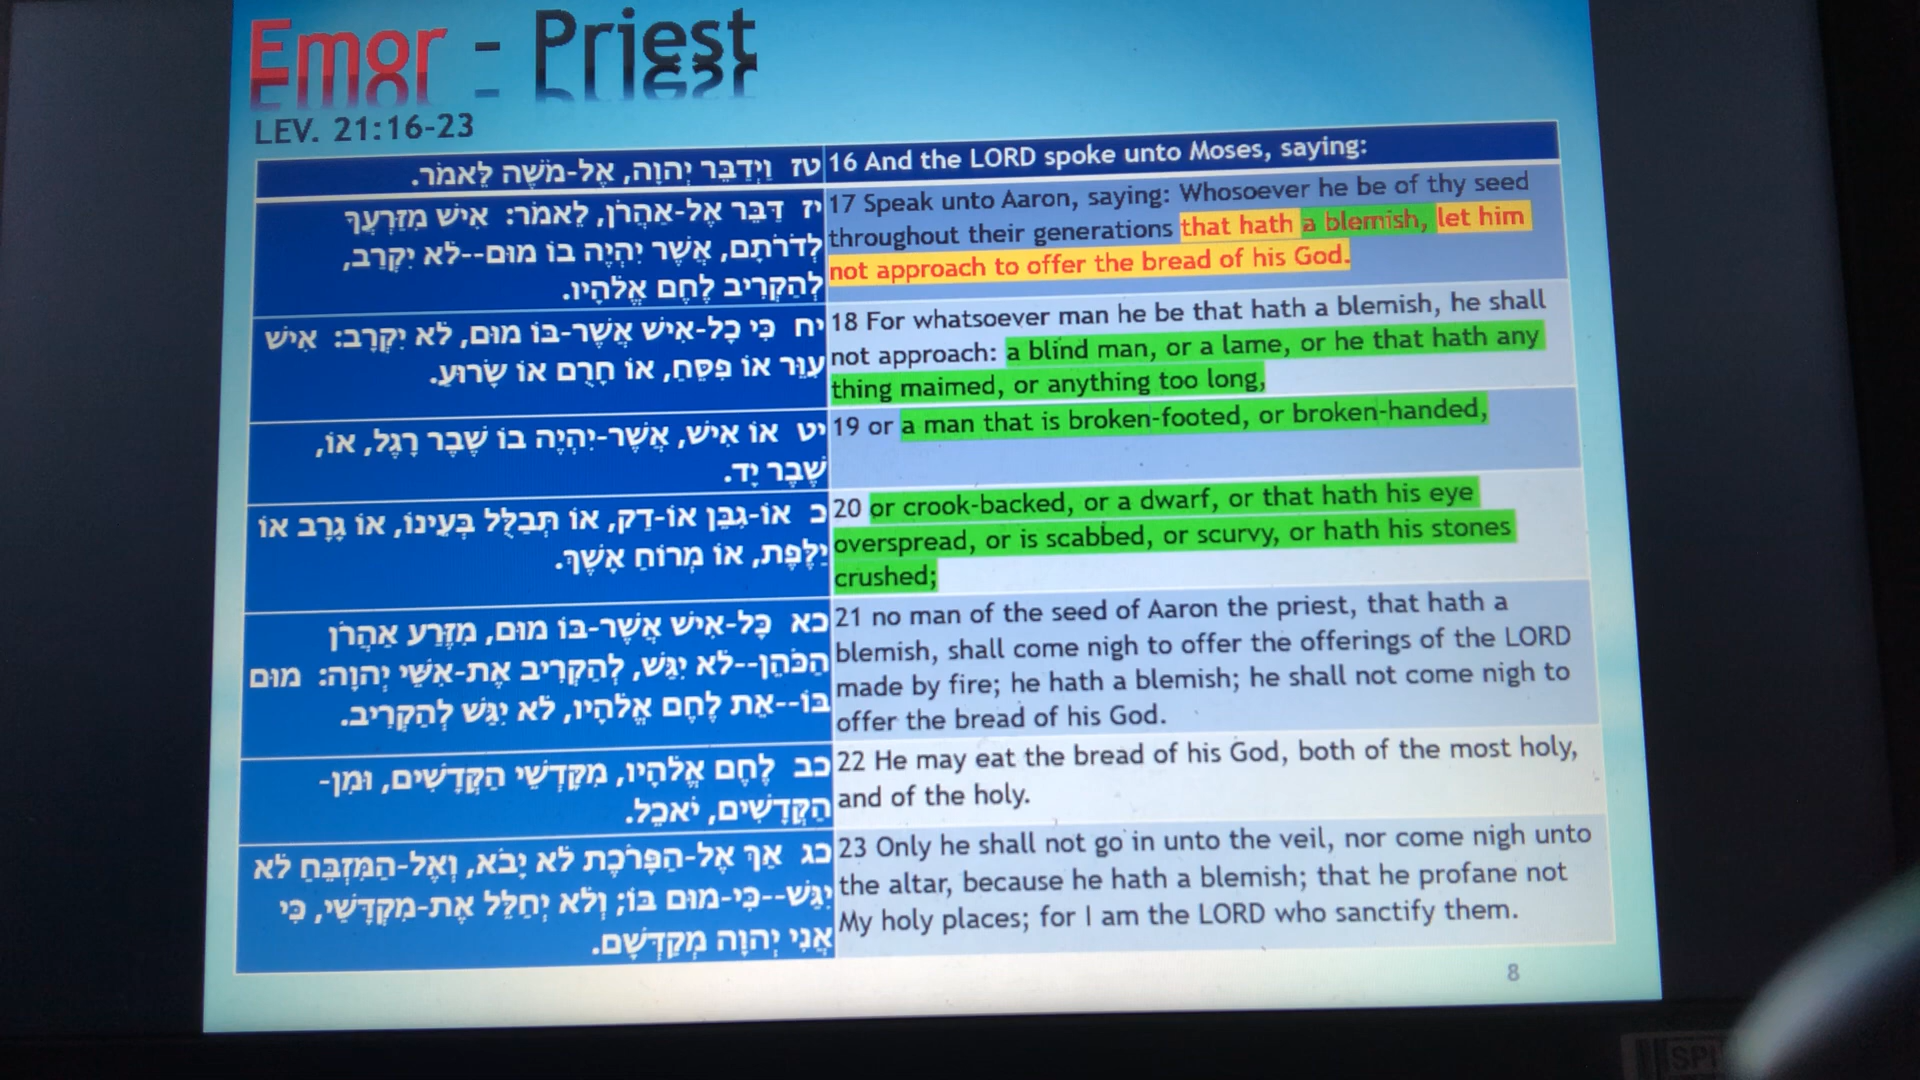 Emor - Priest
LEV. 21:16-23
טז וַיְדַבֵּר יְהוָה, אֶל-מֹשֶׁה לֵּאמֹר.
16 And the LORD spoke unto Moses, saying:
יז דַּבֵּר אֶל-אַהֲרֹן, לֵאמֹר: אִישׁ מִזַּרְעֲךָ
לְדֹרֹתָם, אֲשֶׁר יִהְיֶה בוֹ מוּם--לֹא יִקְרַב,
לְהַקְרִיב לֶחֶם אֱלֹהָיו.
17 Speak unto Aaron, saying: Whosoever he be of thy seed
throughout their generations that hath a blemish, let him
not approach to offer the bread of his God.
יח כִּי כָל-אִישׁ אֲשֶׁר-בּוֹ מוּם, לֹא יִקְרָב: אִישׁ
עִוֵּר אוֹ פִסֵּחַ, אוֹ חָרֻם אוֹ שָׂרוּעַ.
18 For whatsoever man he be that hath a blemish, he shall
not approach: a blind man, or a lame, or he that hath any
thing maimed, or anything too long,
יט אוֹ אִישׁ, אֲשֶׁר-יִהְיֶה בוֹ שֶׁבֶר רָגֶל, אוֹ,
שֶׁבֶר יָד.
19 or a man that is broken-footed, or broken-handed,
כ אוֹ-גִבֵּן אוֹ-דַק, אוֹ תְּבַלֻּל בְּעֵינוֹ, אוֹ גָרָב אוֹ
יַלֶּפֶת, אוֹ מְרוֹחַ אָשֶׁךְ.
20 or crook-backed, or a dwarf, or that hath his eye
overspread, or is scabbed, or scurvy, or hath his stones
crushed;
כא כָּל-אִישׁ אֲשֶׁר-בּוֹ מוּם, מִזֶּרַע אַהֲרֹן
הַכֹּהֵן--לֹא יִגַּשׁ, לְהַקְרִיב אֶת-אִשֵּׁי יְהוָה: מוּם
בּוֹ--אֵת לֶחֶם אֱלֹהָיו, לֹא יִגַּשׁ לְהַקְרִיב.
21 no man of the seed of Aaron the priest, that hath a
blemish, shall come nigh to offer the offerings of the LORD
made by fire; he hath a blemish; he shall not come nigh to
offer the bread of his God.
כב לֶחֶם אֱלֹהָיו, מִקָּדְשֵׁי הַקֳּדָשִׁים, וּמִן-
הַקֳּדָשִׁים, יֹאכֵל.
22 He may eat the bread of his God, both of the most holy,
and of the holy.
כג אַךְ אֶל-הַפָּרֹכֶת לֹא יָבֹא, וְאֶל-הַמִּזְבֵּחַ לֹא
יִגַּשׁ--כִּי-מוּם בּוֹ; וְלֹא יְחַלֵּל אֶת-מִקְדָּשַׁי, כִּי
אֲנִי יְהוָה מְקַדְּשָׁם.
23 Only he shall not go in unto the veil, nor come nigh unto
the altar, because he hath a blemish; that he profane not
My holy places; for I am the LORD who sanctify them.
8